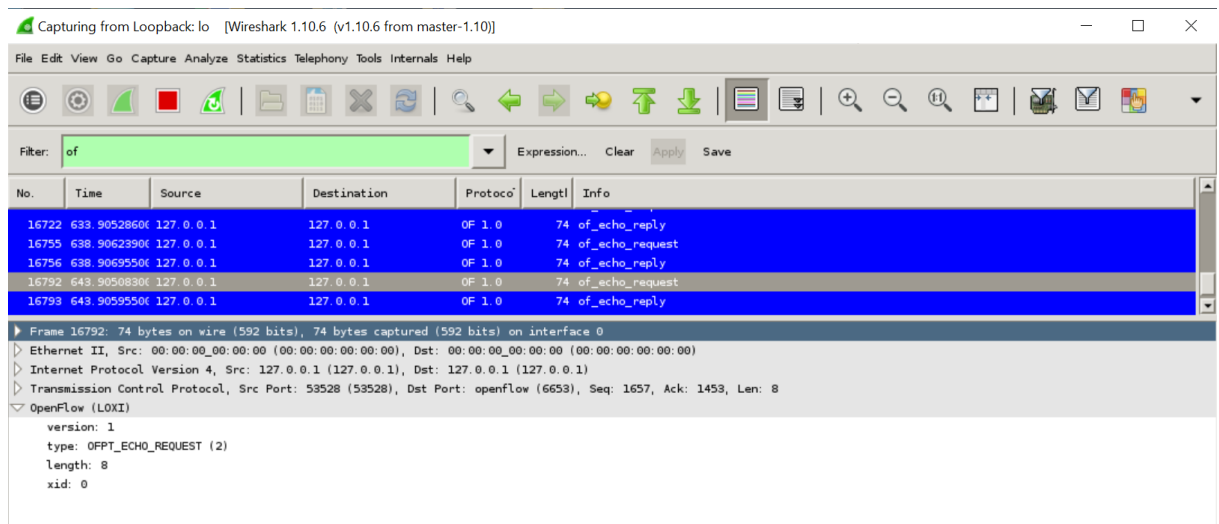 Capturing from Loopback: lo [Wireshark 1.10.6 (v1.10.6 from master-1.10)]
File Edit View Go Capture Analyze Statistics Telephony Tools Internals Help
Filter: of Expression... Clear Apply Save
No. Time Source Destination Protoco Lengtl Info
16722 633.90528600 127.0.0.1 127.0.0.1 OF 1.0 74 of_echo_reply
16755 638.90623900 127.0.0.1 127.0.0.1 OF 1.0 74 of_echo_request
16756 638.90695500 127.0.0.1 127.0.0.1 OF 1.0 74 of_echo_reply
16792 643.90508300 127.0.0.1 127.0.0.1 OF 1.0 74 of_echo_request
16793 643.90595500 127.0.0.1 127.0.0.1 OF 1.0 74 of_echo_reply
Frame 16792: 74 bytes on wire (592 bits), 74 bytes captured (592 bits) on interface 0
Ethernet II, Src: 00:00:00_00:00:00 (00:00:00:00:00:00), Dst: 00:00:00_00:00:00 (00:00:00:00:00:00)
Internet Protocol Version 4, Src: 127.0.0.1 (127.0.0.1), Dst: 127.0.0.1 (127.0.0.1)
Transmission Control Protocol, Src Port: 53528 (53528), Dst Port: openflow (6653), Seq: 1657, Ack: 1453, Len: 8
OpenFlow (LOXI)
version: 1
type: OFPT_ECHO_REQUEST (2)
length: 8
xid: 0